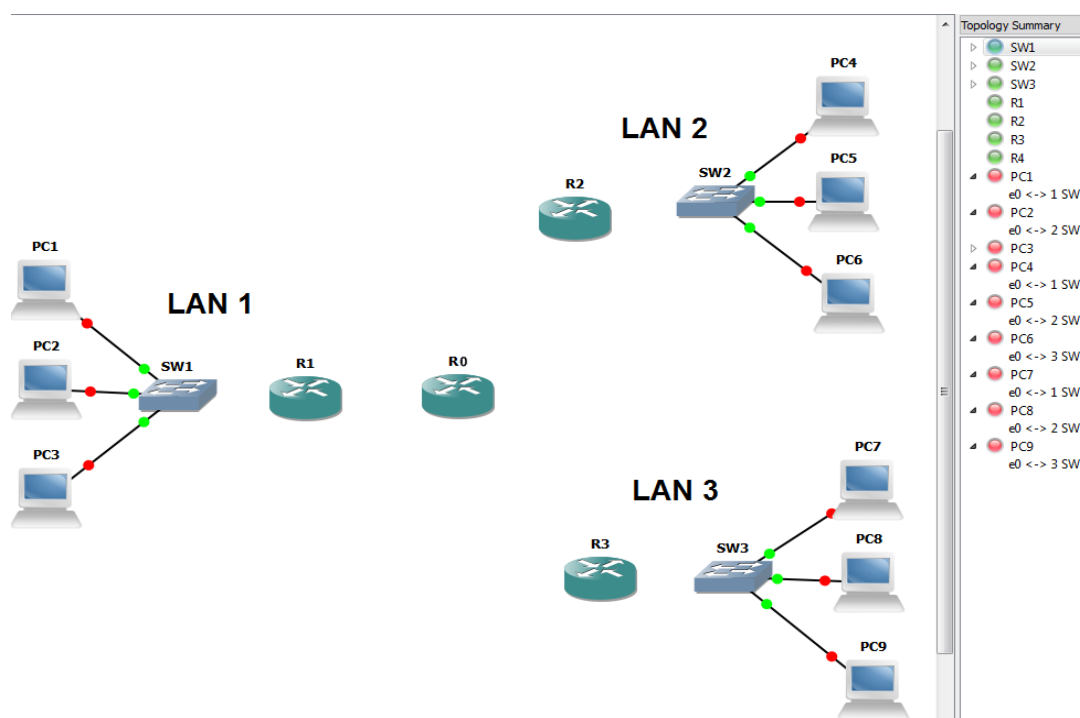 Topology Summary
SW1
SW2
SW3
R1
R2
R3
R4
PC1
e0 <-> 1 SW
PC2
e0 <-> 2 SW
PC3
PC4
e0 <-> 1 SW
PC5
e0 <-> 2 SW
PC6
e0 <-> 3 SW
PC7
e0 <-> 1 SW
PC8
e0 <-> 2 SW
PC9
e0 <-> 3 SW
PC4
LAN 2
PC5
SW2
R2
PC1
PC6
LAN 1
PC2
SW1
R1
R0
PC3
PC7
LAN 3
PC8
R3
SW3
PC9